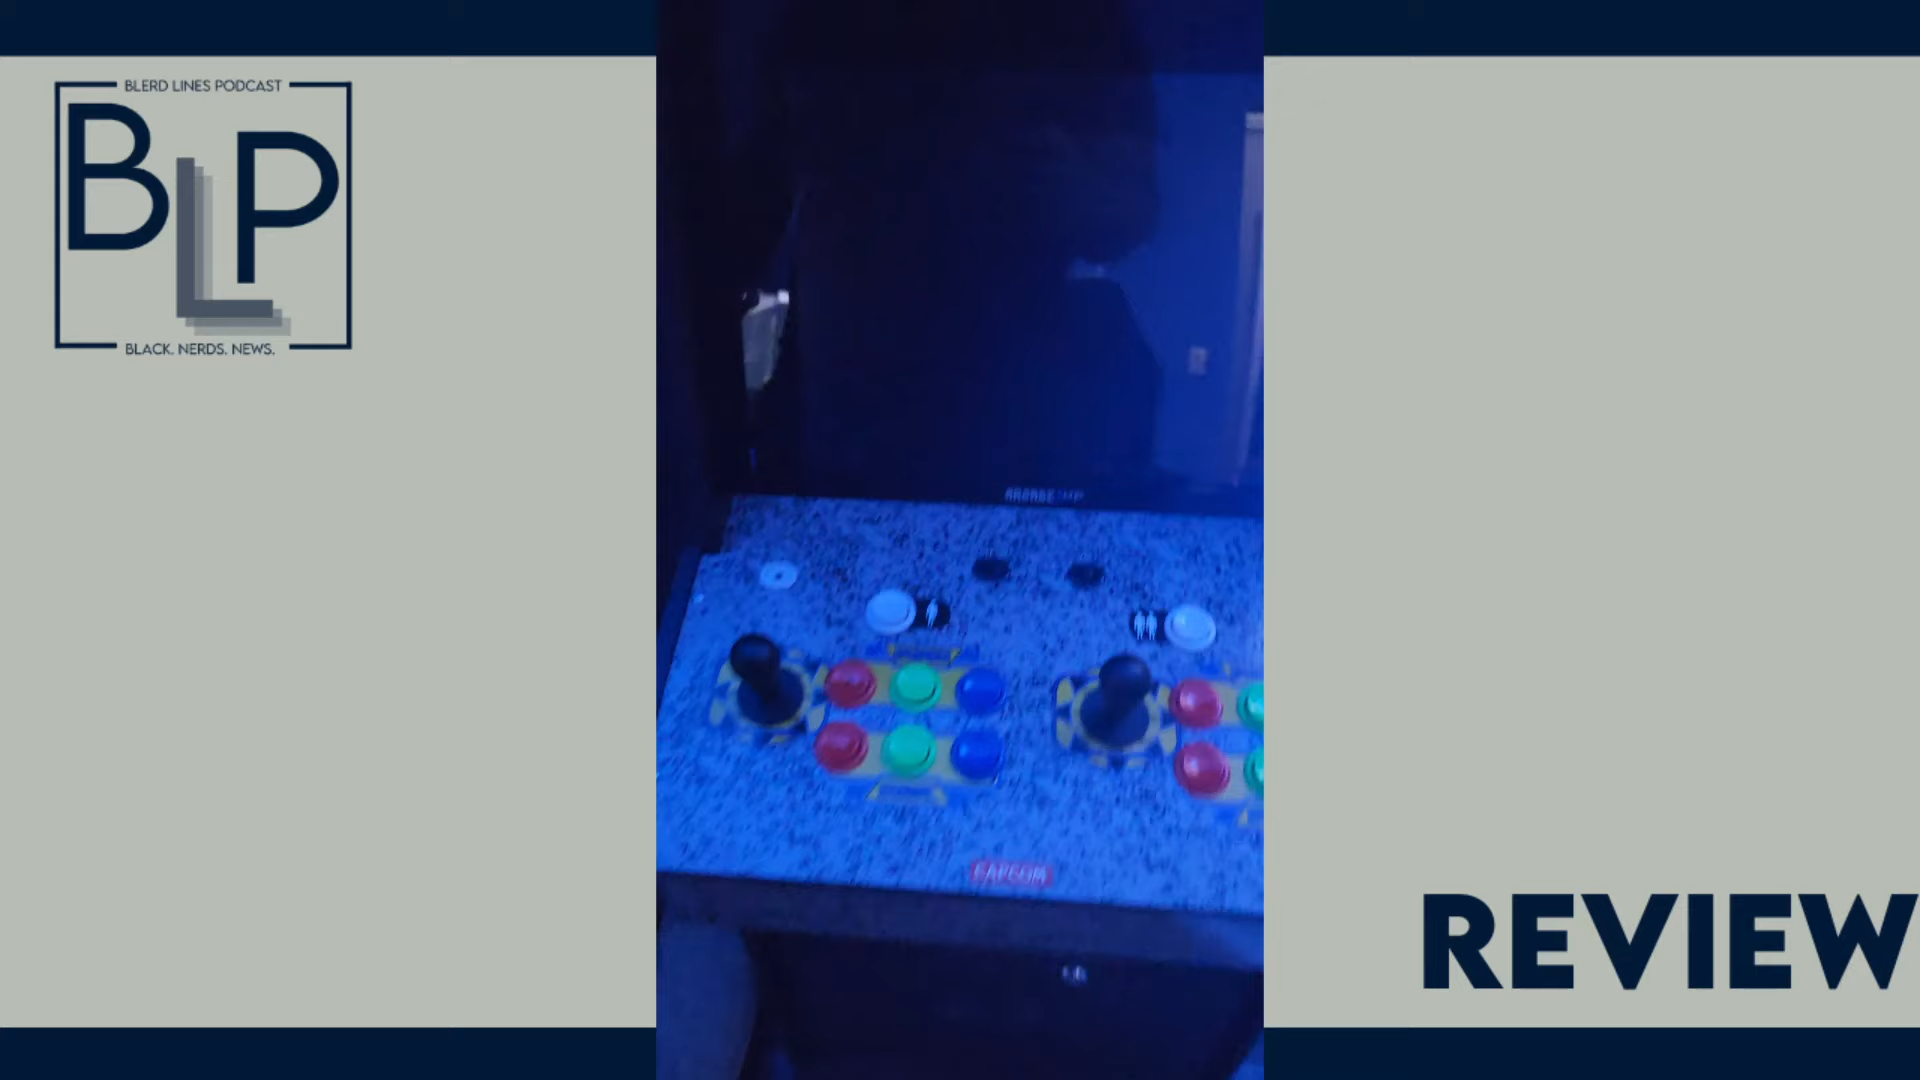 BLERD LINES PODCAST
BLP
BLACK. NERDS. NEWS.
CAPCOM
REVIEW